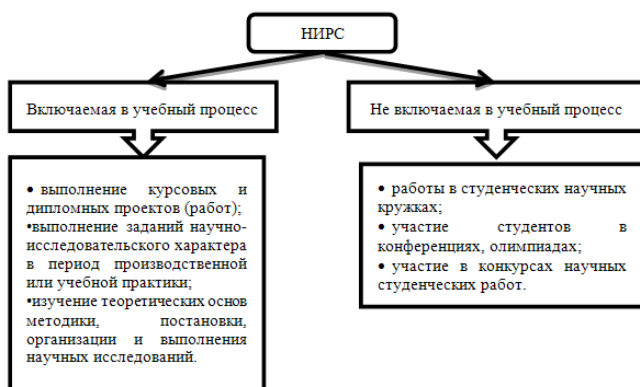 НИРС
Включаемая в учебный процесс
Не включаемая в учебный процесс
• выполнение курсовых и
дипломных проектов (работ);
•выполнение заданий научно-
исследовательского характера
в период производственной
или учебной практики;
•изучение теоретических основ
методики, постановки,
организации и выполнения
научных исследований.
• работы в студенческих научных
кружках;
• участие студентов в
конференциях, олимпиадах;
• участие в конкурсах научных
студенческих работ.